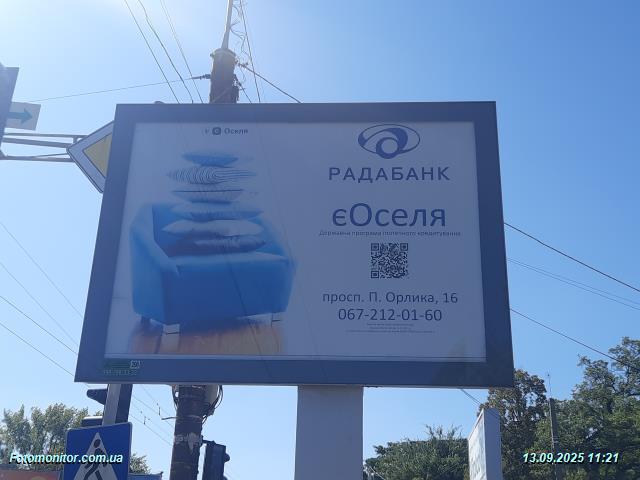 є Оселя
РАДАБАНК
єОселя
Державна програма іпотечного кредитування
просп. П. Орлика, 16
067-212-01-60
Fotomonitor.com.ua
13.09.2025 11:21